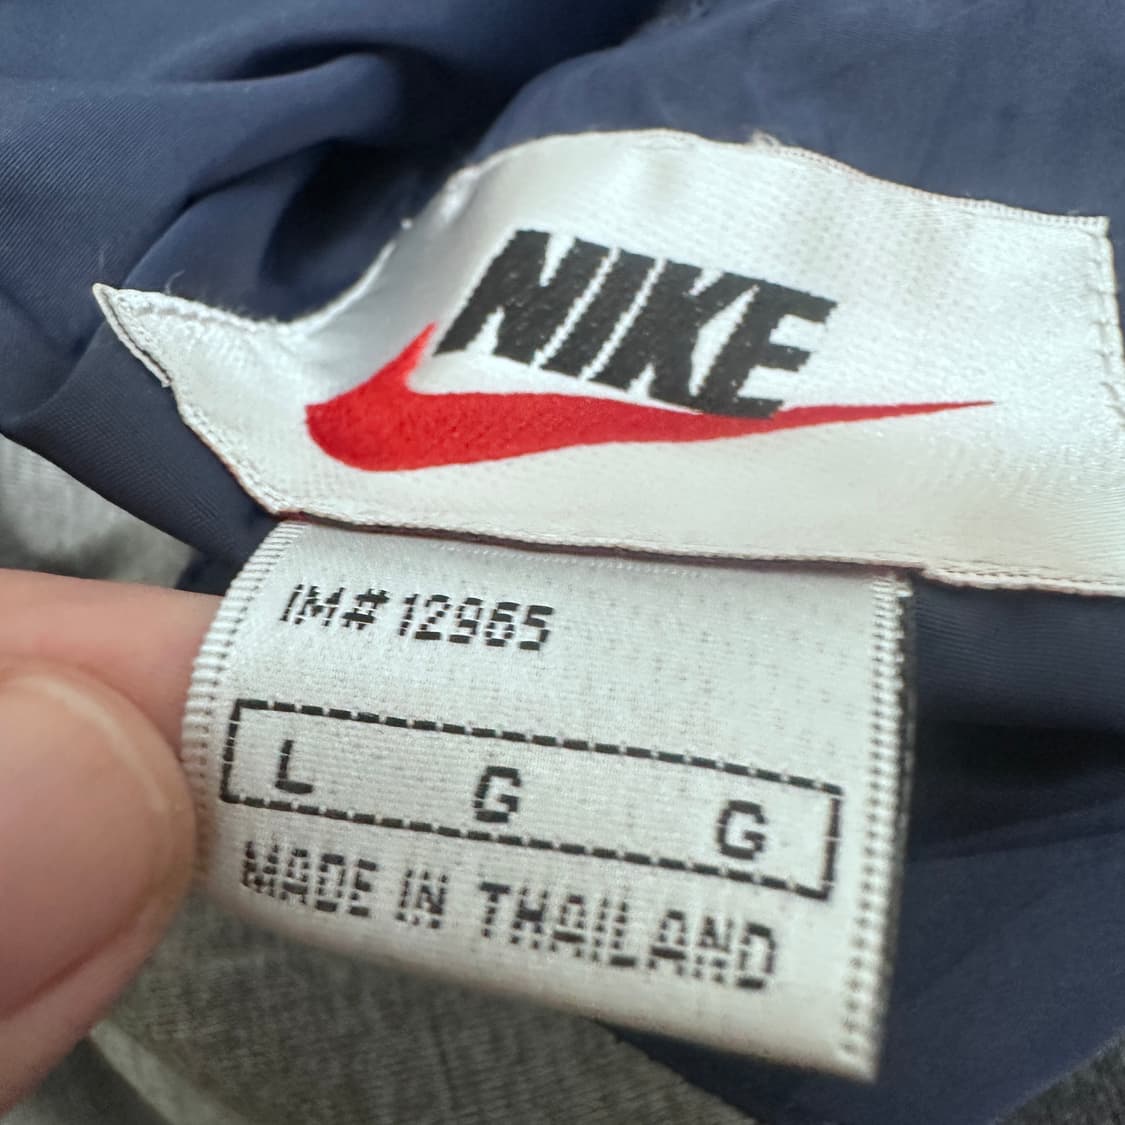 NIKE
IM#12965
L G G
MADE IN THAILAND